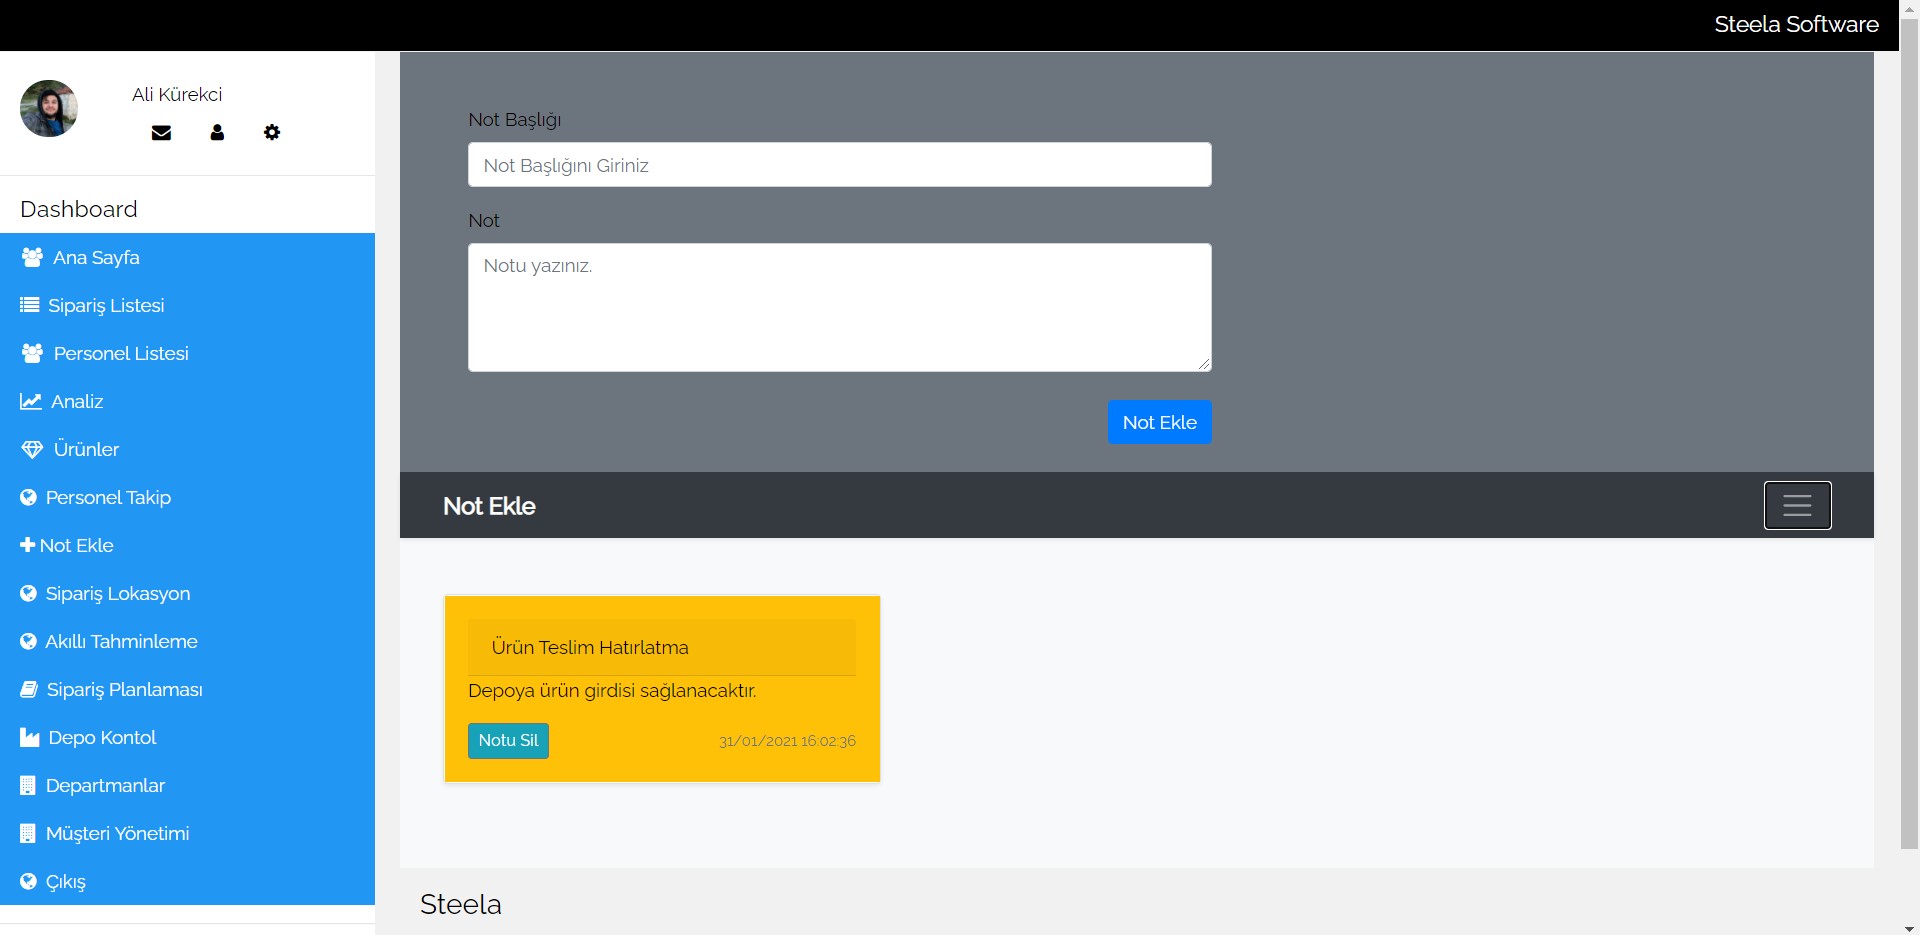 Steela Software
Ali Kürekci
Dashboard
Ana Sayfa
Sipariş Listesi
Personel Listesi
Analiz
Ürünler
Personel Takip
Not Ekle
Sipariş Lokasyon
Akıllı Tahminleme
Sipariş Planlaması
Depo Kontol
Departmanlar
Müşteri Yönetimi
Çıkış
Not Başlığı
Not Başlığını Giriniz
Not
Notu yazınız.
Not Ekle
Not Ekle
Ürün Teslim Hatırlatma
Depoya ürün girdisi sağlanacaktır.
Notu Sil
31/01/2021 16:02:36
Steela